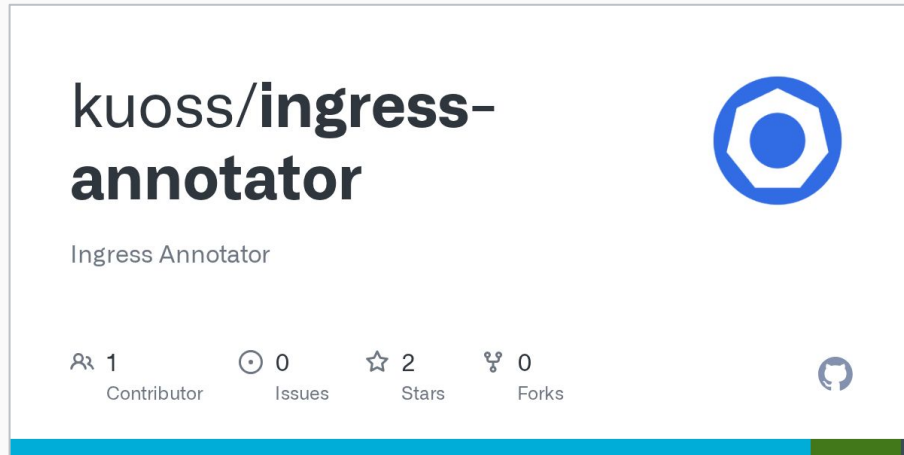 kuoss/ingress-
annotator
Ingress Annotator
1 0 2 0
Contributor Issues Stars Forks